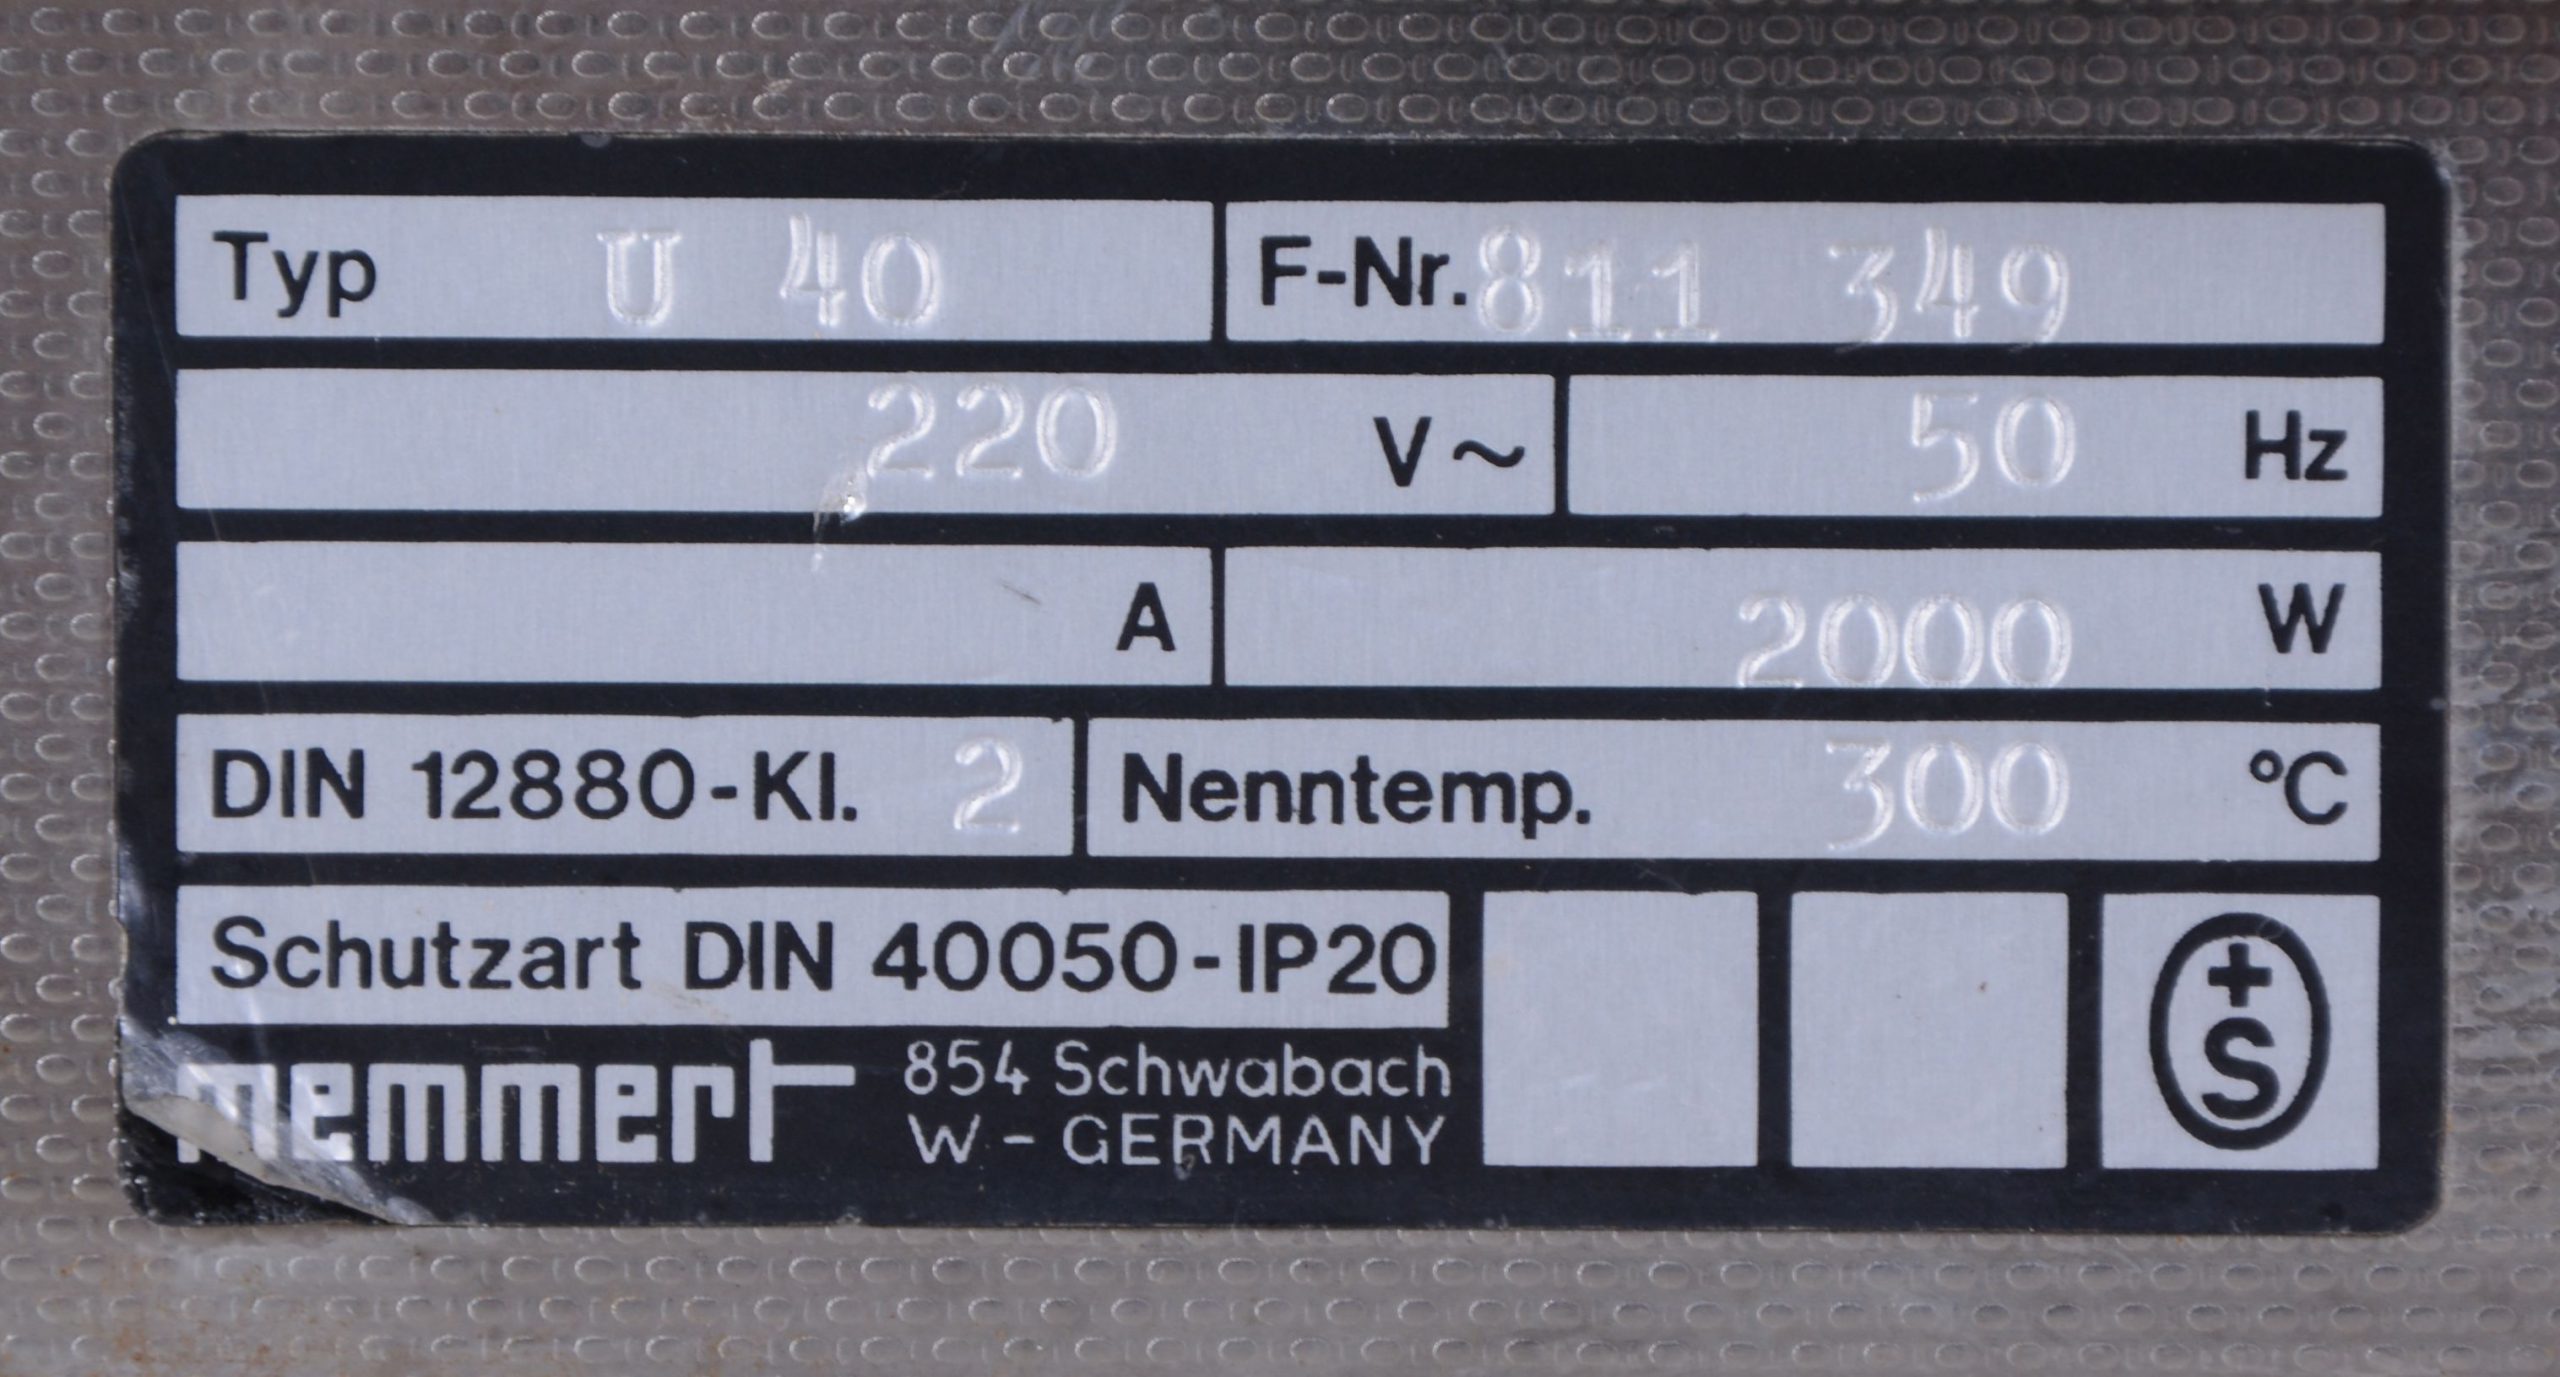 Typ U 40 F-Nr. 811 349
220 V~ 50 Hz
A 2000 W
DIN 12880-Kl. 2 Nenntemp. 300 °C
Schutzart DIN 40050-IP20
+
S
memmert 854 Schwabach
W - GERMANY